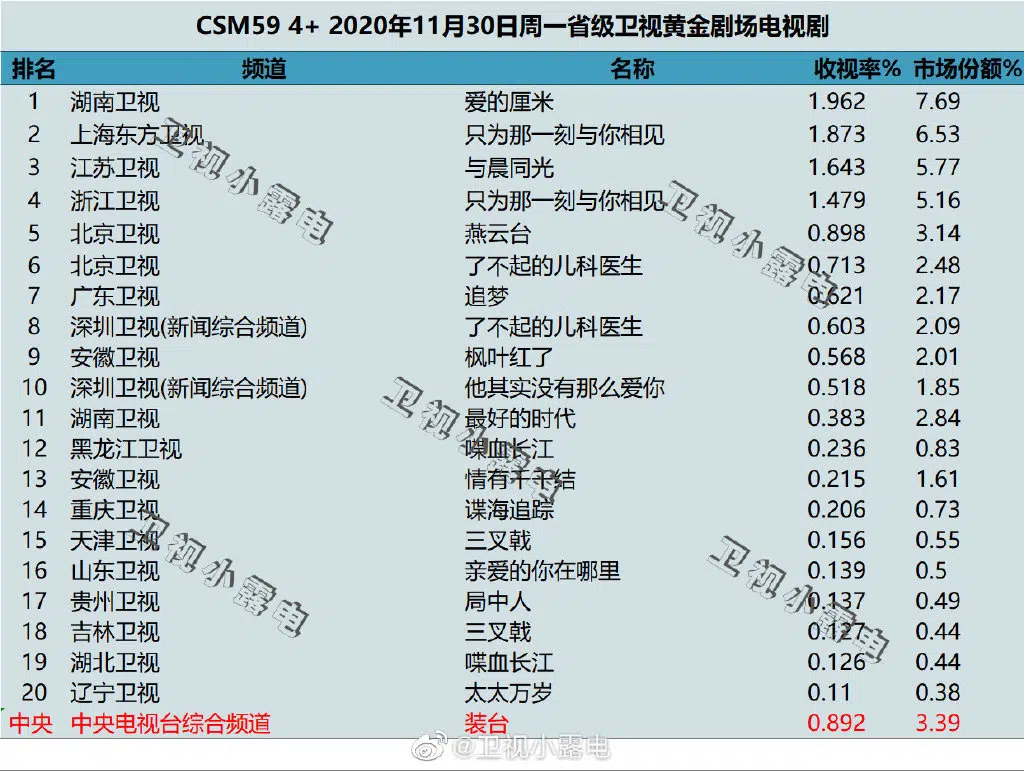 CSM59 4+ 2020年11月30日周一省级卫视黄金剧场电视剧
排名 频道 名称 收视率% 市场份额%
1 湖南卫视 爱的厘米 1.962 7.69
2 上海东方卫视 只为那一刻与你相见 1.873 6.53
3 江苏卫视 与晨同光 1.643 5.77
4 浙江卫视 只为那一刻与你相见 1.479 5.16
5 北京卫视 燕云台 0.898 3.14
6 北京卫视 了不起的儿科医生 0.713 2.48
7 广东卫视 追梦 0.621 2.17
8 深圳卫视(新闻综合频道) 了不起的儿科医生 0.603 2.09
9 安徽卫视 枫叶红了 0.568 2.01
10 深圳卫视(新闻综合频道) 他其实没有那么爱你 0.518 1.85
11 湖南卫视 最好的时代 0.383 2.84
12 黑龙江卫视 喋血长江 0.236 0.83
13 安徽卫视 情有千千结 0.215 1.61
14 重庆卫视 谍海追踪 0.206 0.73
15 天津卫视 三叉戟 0.156 0.55
16 山东卫视 亲爱的你在哪里 0.139 0.5
17 贵州卫视 局中人 0.137 0.49
18 吉林卫视 三叉戟 0.127 0.44
19 湖北卫视 喋血长江 0.126 0.44
20 辽宁卫视 太太万岁 0.11 0.38
中央 中央电视台综合频道 装台 0.892 3.39
卫视小露电
卫视小露电
卫视小露电
卫视小露电
卫视小露电
@卫视小露电